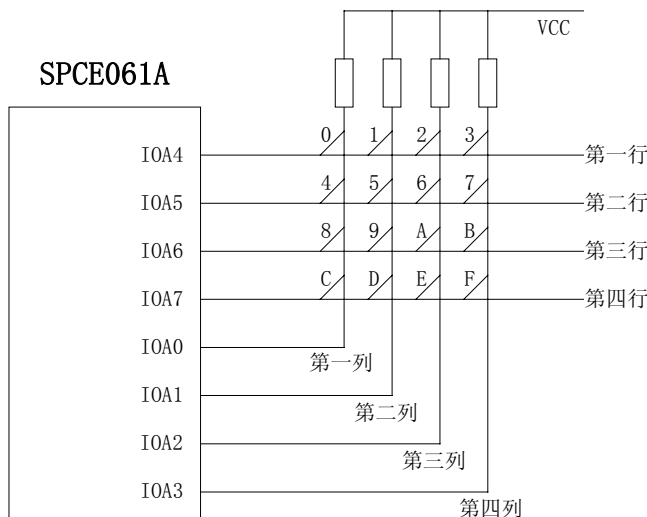 VCC
SPCE061A
0 1 2 3
IOA4 第一行
4 5 6 7
IOA5 第二行
8 9 A B
IOA6 第三行
C D E F
IOA7 第四行
IOA0
第一列
IOA1
第二列
IOA2
第三列
IOA3
第四列